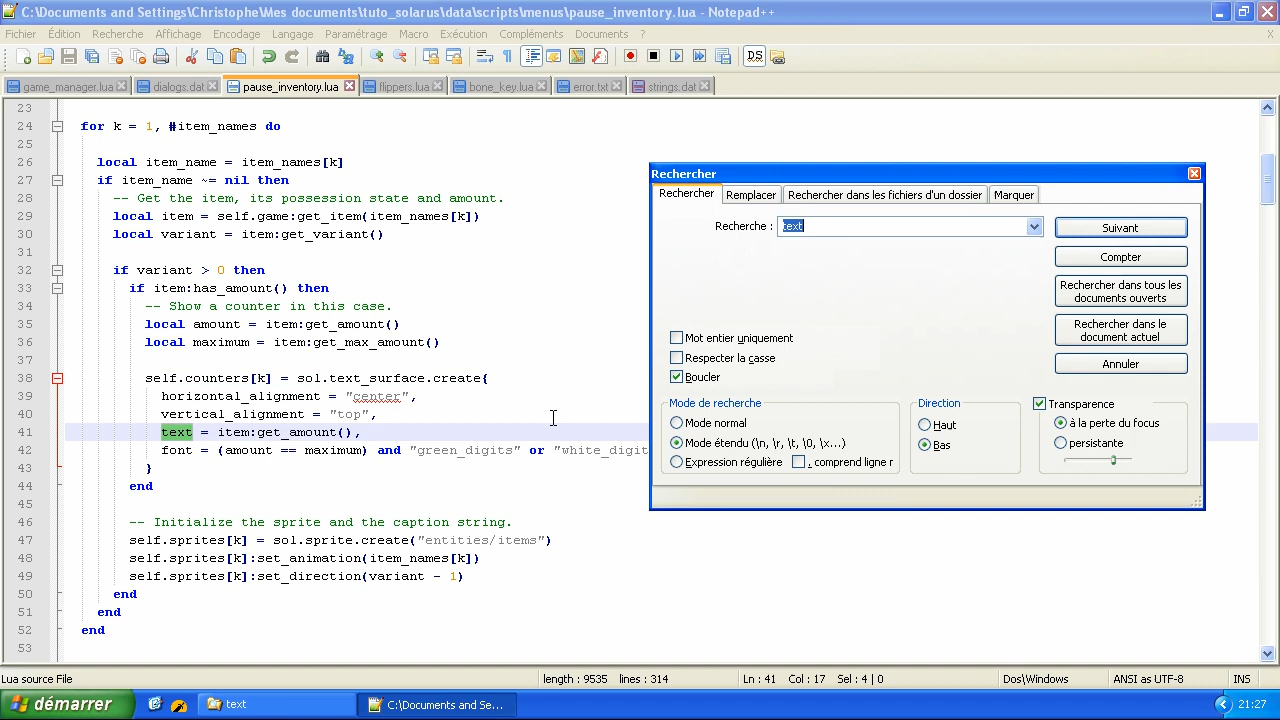 C:\Documents and Settings\Christophe\Mes documents\tuto_solarus\data\scripts\menus\pause_inventory.lua - Notepad++
Fichier Édition Recherche Affichage Encodage Langage Paramétrage Macro Exécution Compléments Documents ? X
game_manager.lua dialogs.dat pause_inventory.lua flippers.lua bone_key.lua error.txt strings.dat
23
24 for k = 1, #item_names do
25
26 local item_name = item_names[k]
27 if item_name ~= nil then
28 -- Get the item, its possession state and amount.
29 local item = self.game:get_item(item_names[k])
30 local variant = item:get_variant()
31
32 if variant > 0 then
33 if item:has_amount() then
34 -- Show a counter in this case.
35 local amount = item:get_amount()
36 local maximum = item:get_max_amount()
37
38 self.counters[k] = sol.text_surface.create{
39 horizontal_alignment = "center",
40 vertical_alignment = "top",
41 text = item:get_amount(),
42 font = (amount == maximum) and "green_digits" or "white_digit
43 }
44 end
45
46 -- Initialize the sprite and the caption string.
47 self.sprites[k] = sol.sprite.create("entities/items")
48 self.sprites[k]:set_animation(item_names[k])
49 self.sprites[k]:set_direction(variant - 1)
50 end
51 end
52 end
53
Rechercher
Rechercher Remplacer Rechercher dans les fichiers d'un dossier Marquer
Recherche : text
Suivant
Compter
Rechercher dans tous les
documents ouverts
Rechercher dans le
document actuel
Annuler
Mot entier uniquement
Respecter la casse
Boucler
Mode de recherche
Mode normal
Mode étendu (\n, \r, \t, \0, \x...)
Expression régulière . comprend ligne r
Direction
Haut
Bas
Transparence
à la perte du focus
persistante
Lua source File length : 9535 lines : 314 Ln : 41 Col : 17 Sel : 4 | 0 Dos\Windows ANSI as UTF-8 INS
démarrer text C:\Documents and Se... 21:27